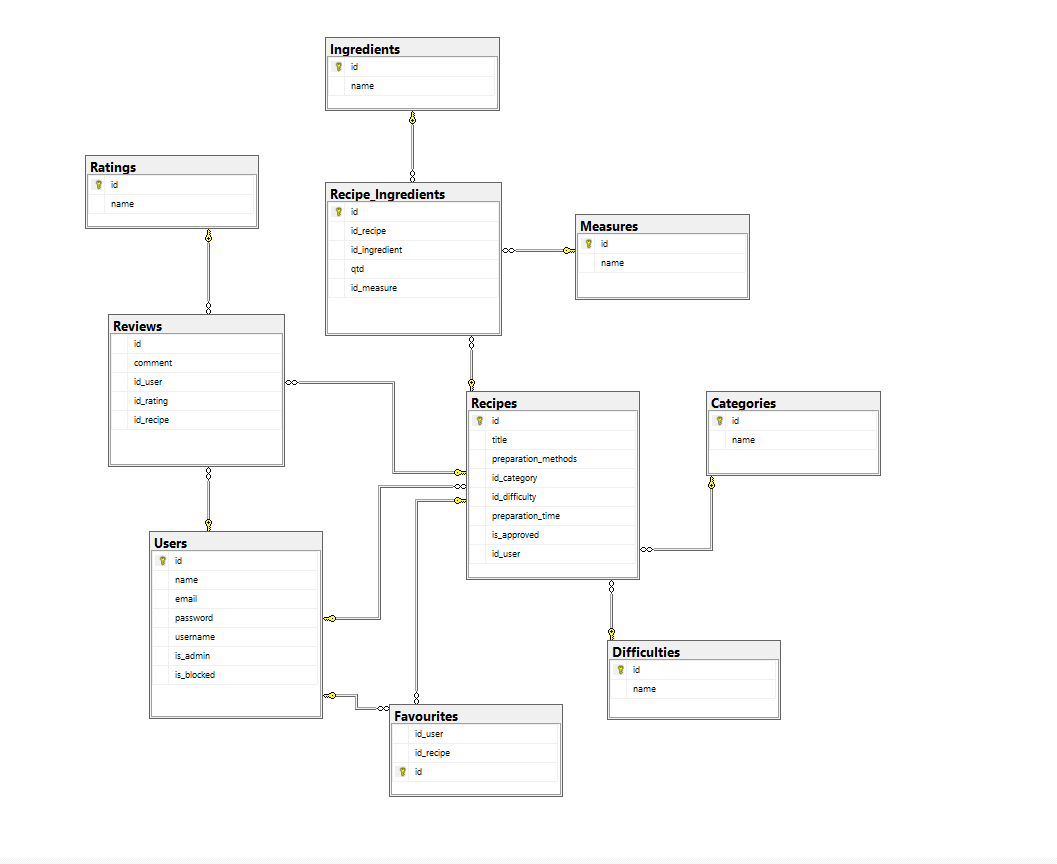 Ingredients
id
name
Ratings
id
name
Recipe_Ingredients
id
id_recipe
id_ingredient
qtd
id_measure
Measures
id
name
Reviews
id
comment
id_user
id_rating
id_recipe
Recipes
id
title
preparation_methods
id_category
id_difficulty
preparation_time
is_approved
id_user
Categories
id
name
Users
id
name
email
password
username
is_admin
is_blocked
Difficulties
id
name
Favourites
id_user
id_recipe
id